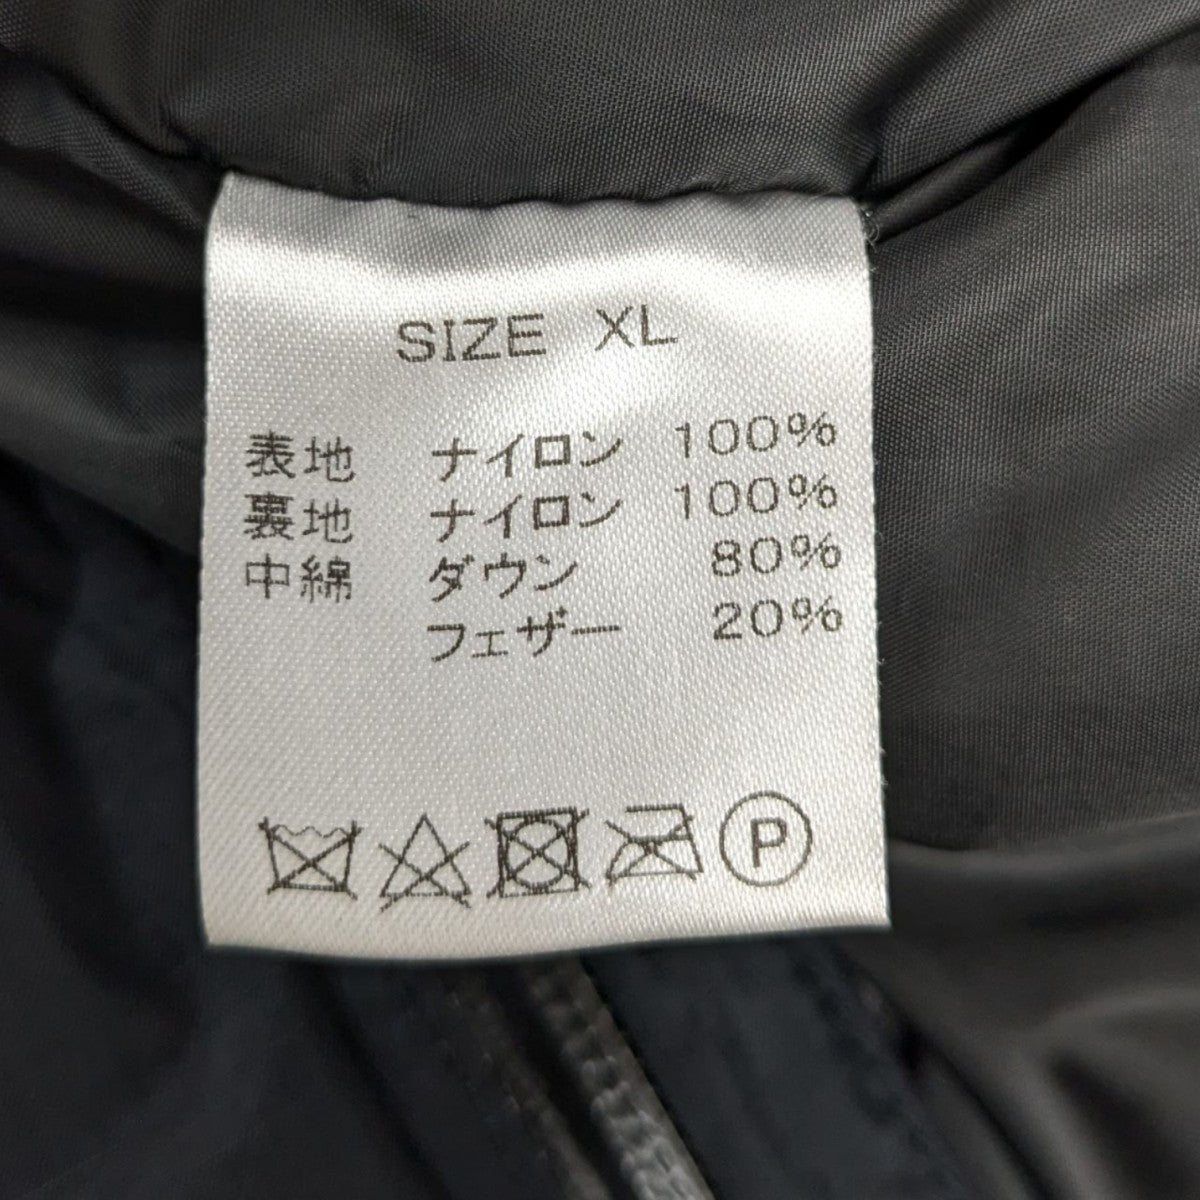 SIZE XL
表地 ナイロン 100%
裏地 ナイロン 100%
中綿 ダウン 80%
フェザー 20%
P